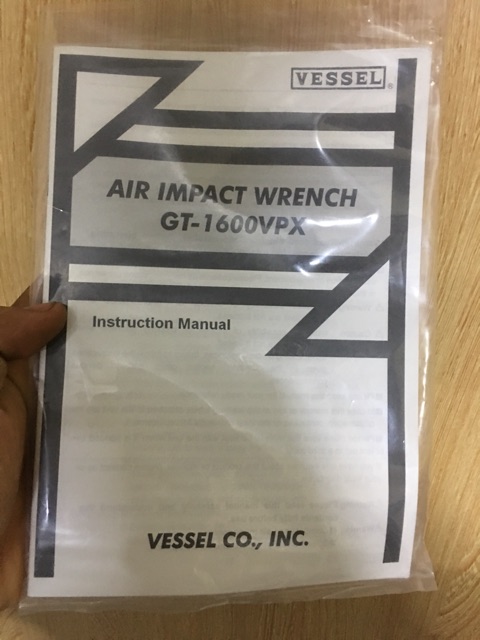 VESSEL®
AIR IMPACT WRENCH
GT-1600VPX
Instruction Manual
VESSEL CO., INC.